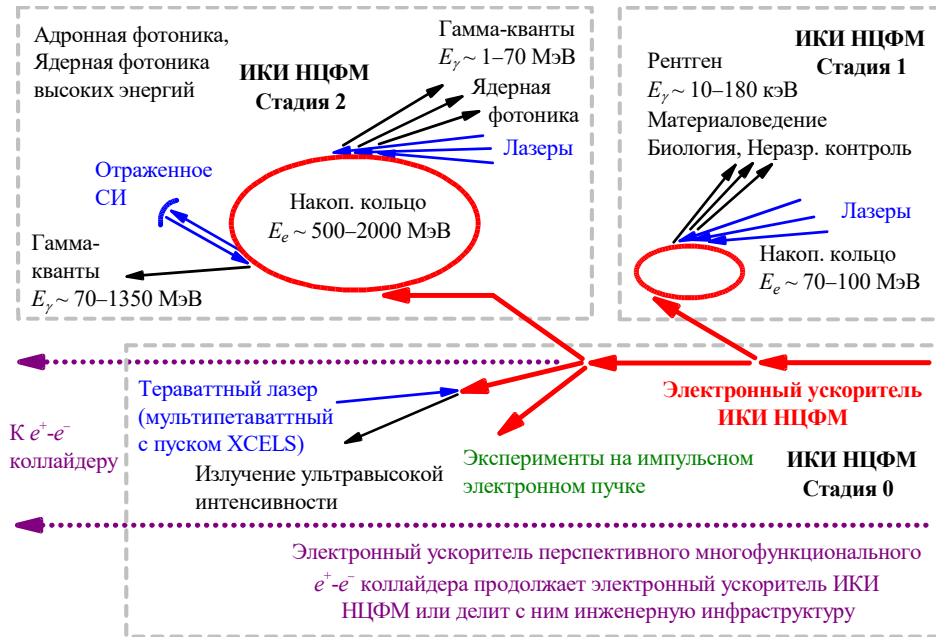 Адронная фотоника,
Ядерная фотоника
высоких энергий
ИКИ НЦФМ
Стадия 2
Гамма-кванты
Eγ ~ 1–70 МэВ
Ядерная
фотоника
Лазеры
Отраженное
СИ
Накоп. кольцо
Ee ~ 500–2000 МэВ
Гамма-
кванты
Eγ ~ 70–1350 МэВ
ИКИ НЦФМ
Стадия 1
Рентген
Eγ ~ 10–180 кэВ
Материаловедение
Биология, Неразр. контроль
Лазеры
Накоп. кольцо
Ee ~ 70–100 МэВ
Тераваттный лазер
(мультипетаваттный
с пуском XCELS)
Электронный ускоритель
ИКИ НЦФМ
К e⁺-e⁻
коллайдеру
Излучение ультравысокой
интенсивности
Эксперименты на импульсном
электронном пучке
ИКИ НЦФМ
Стадия 0
Электронный ускоритель перспективного многофункционального
e⁺-e⁻ коллайдера продолжает электронный ускоритель ИКИ
НЦФМ или делит с ним инженерную инфраструктуру